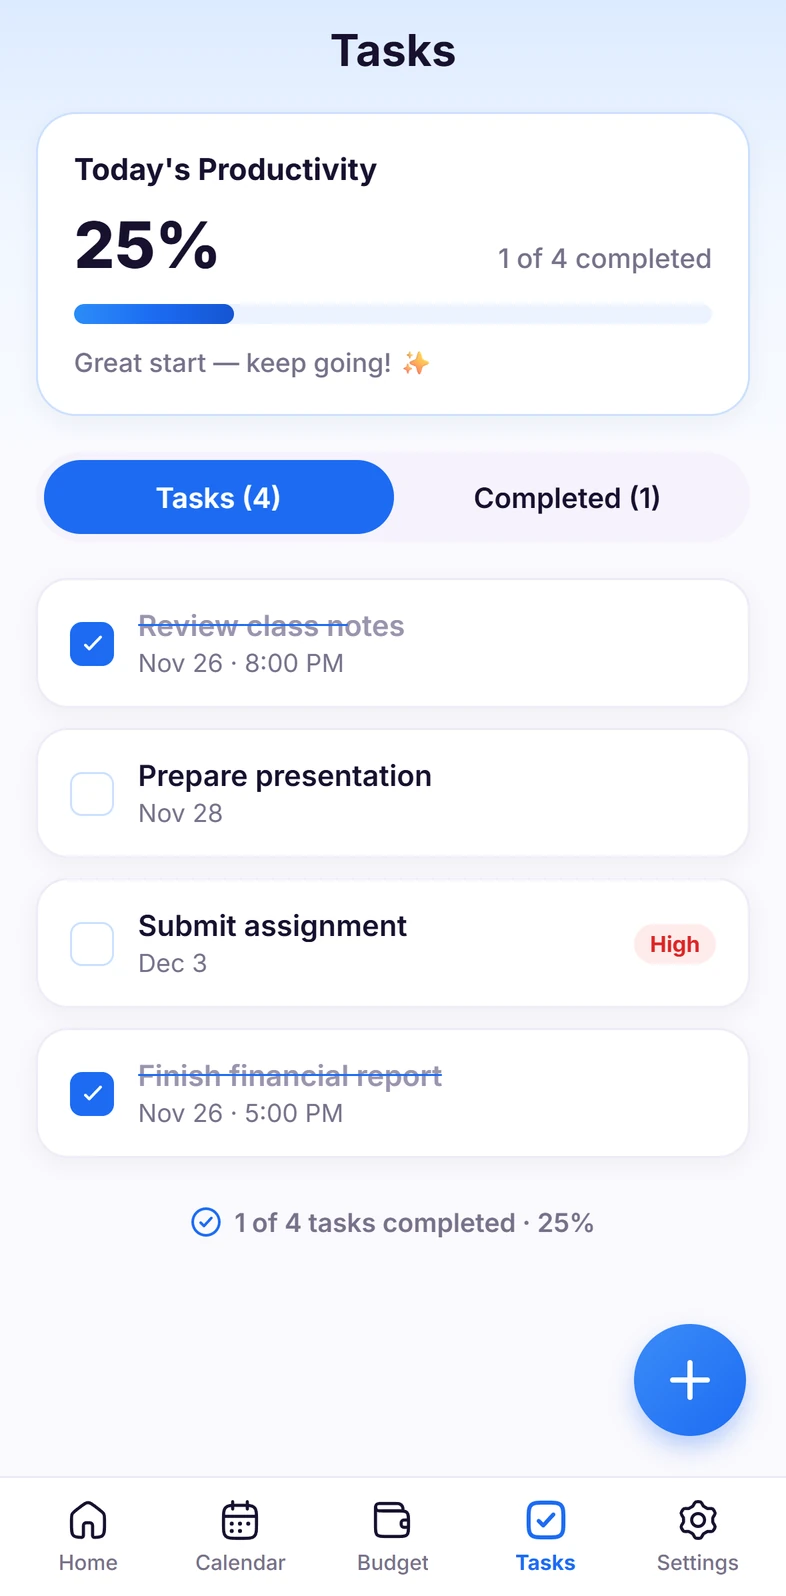 Tasks
Today's Productivity
25%
1 of 4 completed
Great start — keep going! ✨
Tasks (4)
Completed (1)
Review class notes
Nov 26 · 8:00 PM
Prepare presentation
Nov 28
Submit assignment
High
Dec 3
Finish financial report
Nov 26 · 5:00 PM
1 of 4 tasks completed · 25%
Home
Calendar
Budget
Tasks
Settings